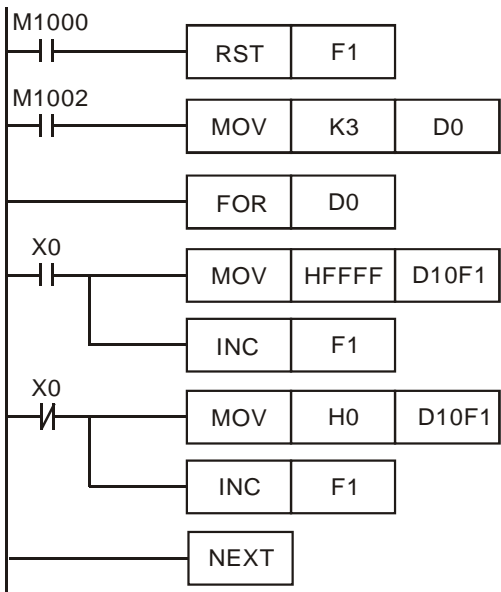 M1000
RST F1
M1002
MOV K3 D0
FOR D0
X0
MOV HFFFF D10F1
INC F1
X0
MOV H0 D10F1
INC F1
NEXT